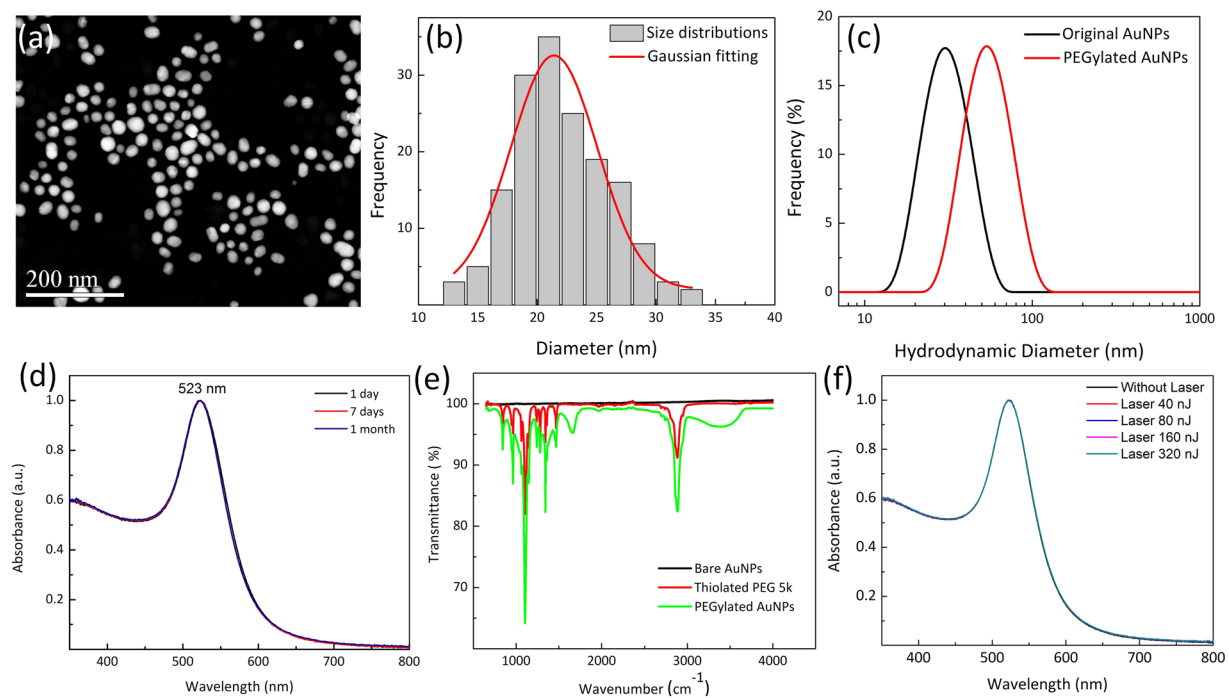 (a)
200 nm
(b)
Size distributions
Gaussian fitting
Frequency
30
20
10
0
10 15 20 25 30 35 40
Diameter (nm)
(c)
Original AuNPs
PEGylated AuNPs
Frequency (%)
20
15
10
5
0
10 100 1000
Hydrodynamic Diameter (nm)
(d)
523 nm
1 day
7 days
1 month
Absorbance (a.u.)
1.0
0.8
0.6
0.4
0.2
400 500 600 700 800
Wavelength (nm)
(e)
Bare AuNPs
Thiolated PEG 5k
PEGylated AuNPs
Transmittance ( %)
100
95
90
85
80
75
70
65
1000 2000 3000 4000
Wavenumber (cm-1)
(f)
Without Laser
Laser 40 nJ
Laser 80 nJ
Laser 160 nJ
Laser 320 nJ
Absorbance (a.u.)
1.0
0.8
0.6
0.4
0.2
400 500 600 700 800
Wavelength (nm)